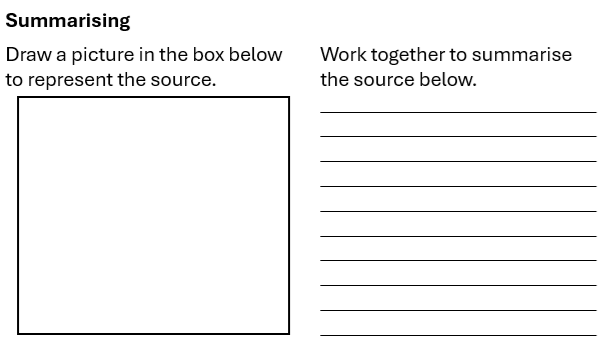 Summarising
Draw a picture in the box below
to represent the source.
Work together to summarise
the source below.